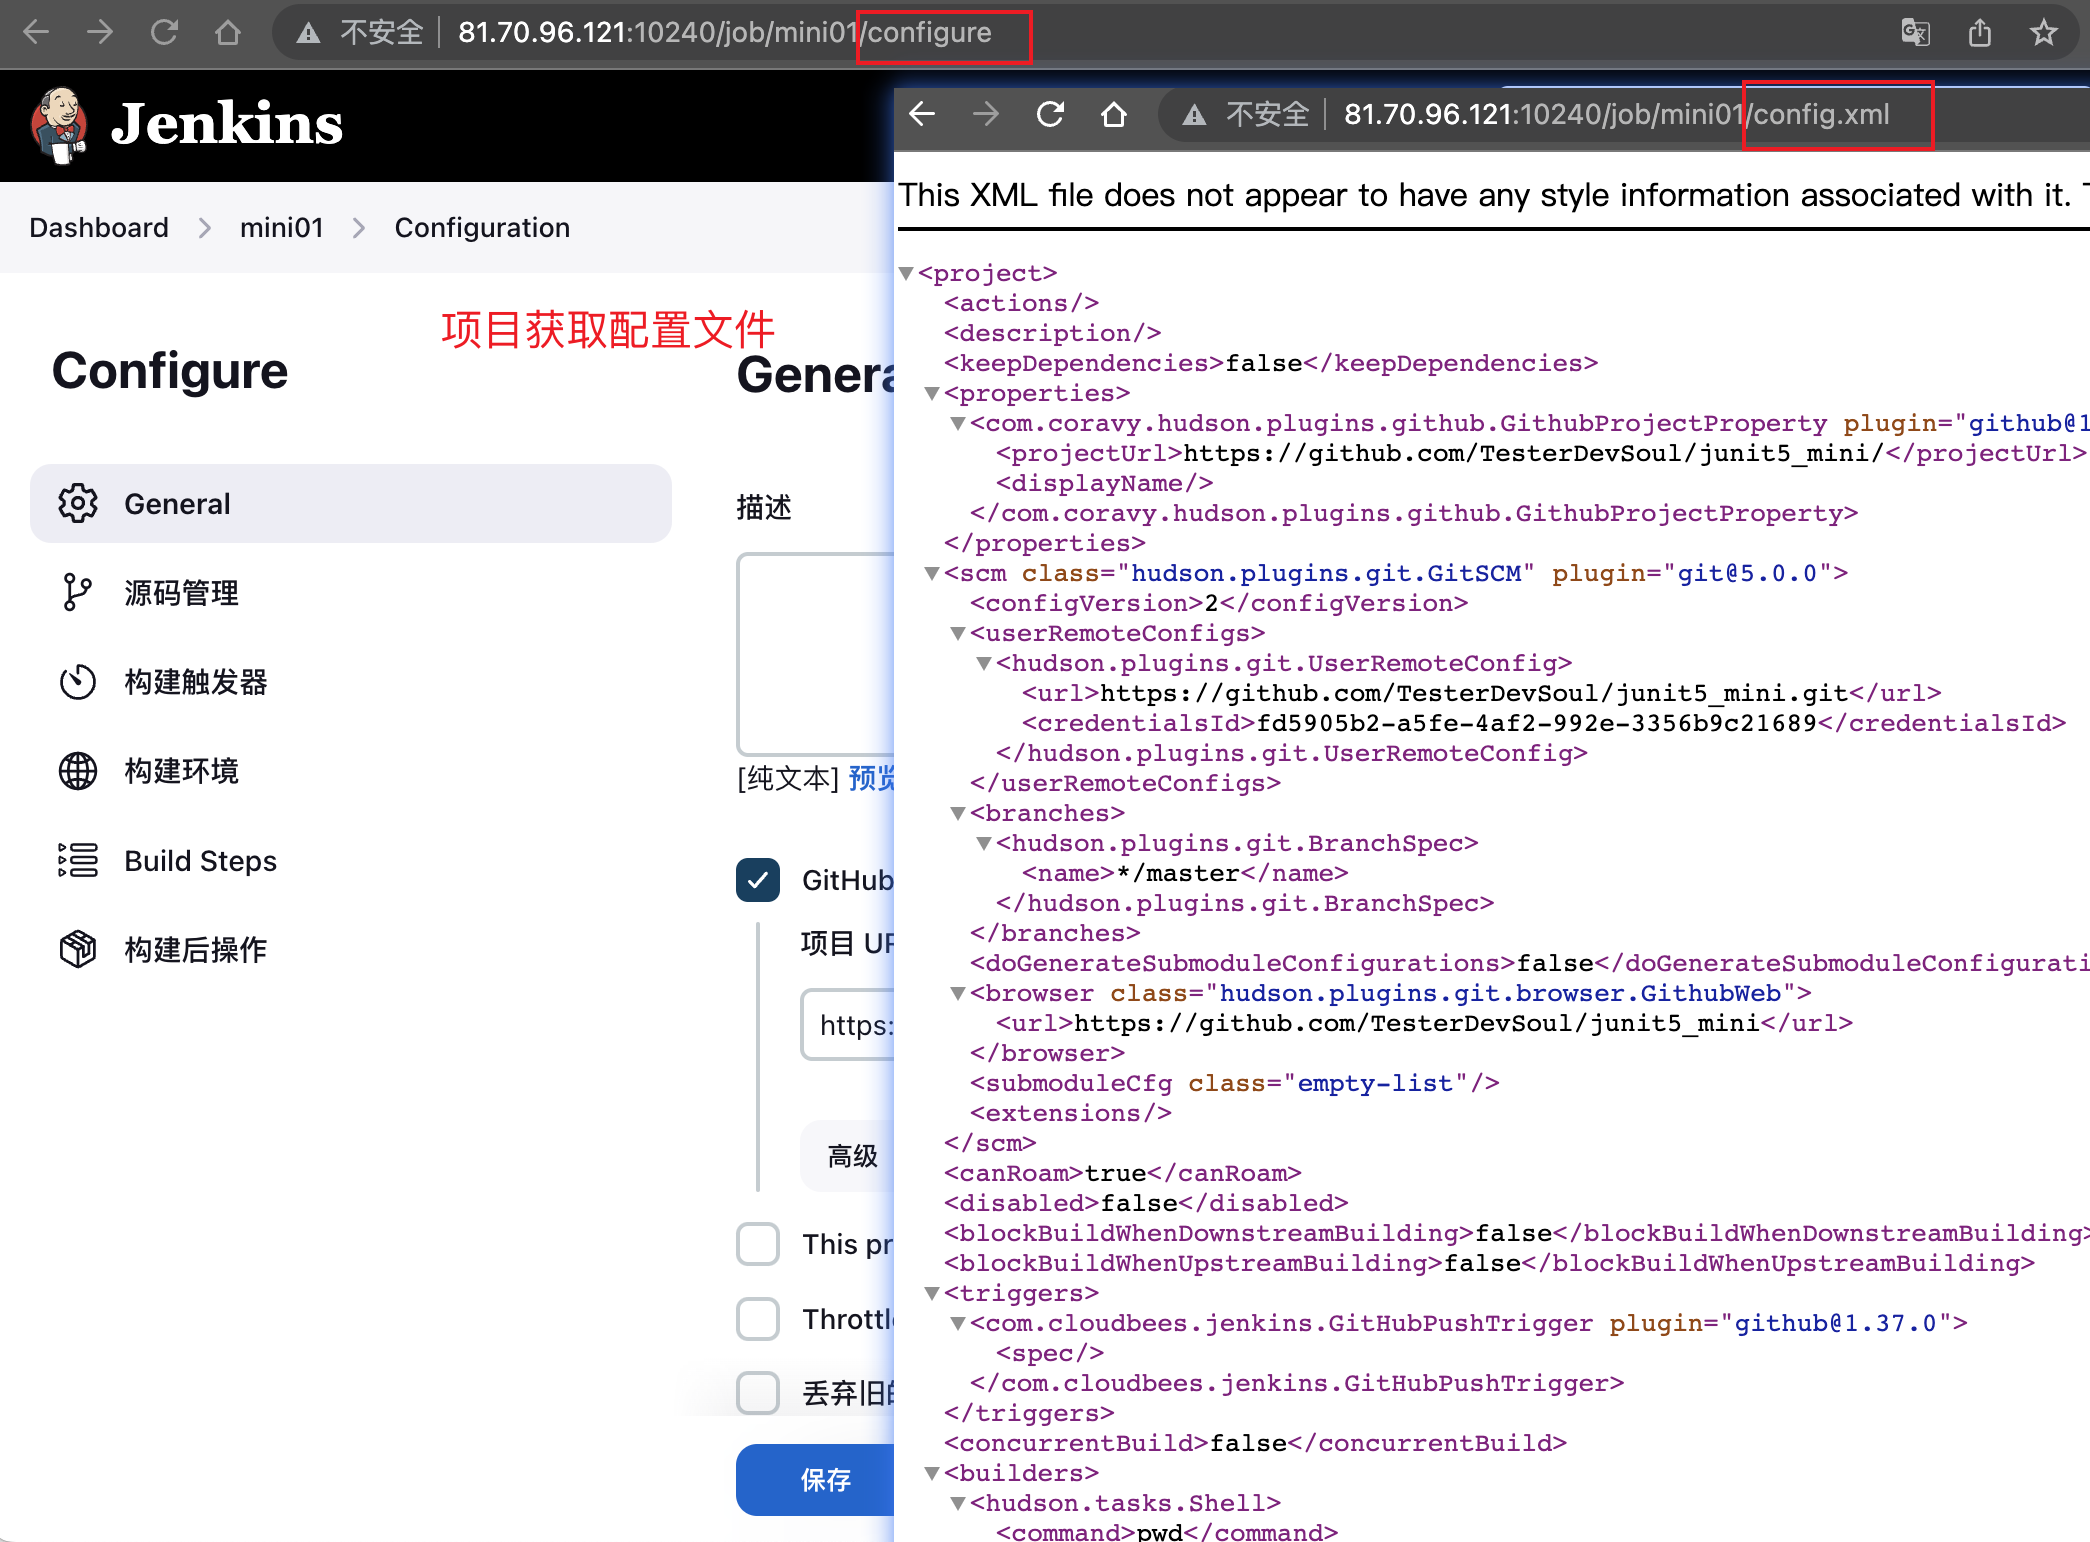 不安全 81.70.96.121:10240/job/mini01/configure
Jenkins
Dashboard > mini01 > Configuration
项目获取配置文件
Configure
General
源码管理
构建触发器
构建环境
Build Steps
构建后操作
描述
[纯文本]
GitHub
项目
https:
高级
This
保存
不安全 81.70.96.121:10240/job/mini01/config.xml
This XML file does not appear to have any style information associated with it.
<project>
<actions/>
<description/>
<keepDependencies>false</keepDependencies>
<properties>
<com.coravy.hudson.plugins.github.GithubProjectProperty plugin="github@1
<projectUrl>https://github.com/TesterDevSoul/junit5_mini/</projectUrl>
<displayName/>
</com.coravy.hudson.plugins.github.GithubProjectProperty>
</properties>
<scm class="hudson.plugins.git.GitSCM" plugin="git@5.0.0">
<configVersion>2</configVersion>
<userRemoteConfigs>
<hudson.plugins.git.UserRemoteConfig>
<url>https://github.com/TesterDevSoul/junit5_mini.git</url>
<credentialsId>fd5905b2-a5fe-4af2-992e-3356b9c21689</credentialsId>
</hudson.plugins.git.UserRemoteConfig>
</userRemoteConfigs>
<branches>
<hudson.plugins.git.BranchSpec>
<name>*/master</name>
</hudson.plugins.git.BranchSpec>
</branches>
<doGenerateSubmoduleConfigurations>false</doGenerateSubmoduleConfigurati
<browser class="hudson.plugins.git.browser.GithubWeb">
<url>https://github.com/TesterDevSoul/junit5_mini</url>
</browser>
<submoduleCfg class="empty-list"/>
<extensions/>
</scm>
<canRoam>true</canRoam>
<disabled>false</disabled>
<blockBuildWhenDownstreamBuilding>false</blockBuildWhenDownstreamBuilding>
<blockBuildWhenUpstreamBuilding>false</blockBuildWhenUpstreamBuilding>
<triggers>
<com.cloudbees.jenkins.GitHubPushTrigger plugin="github@1.37.0">
<spec/>
</com.cloudbees.jenkins.GitHubPushTrigger>
</triggers>
<concurrentBuild>false</concurrentBuild>
<builders>
<hudson.tasks.Shell>
<command>pwd</command>